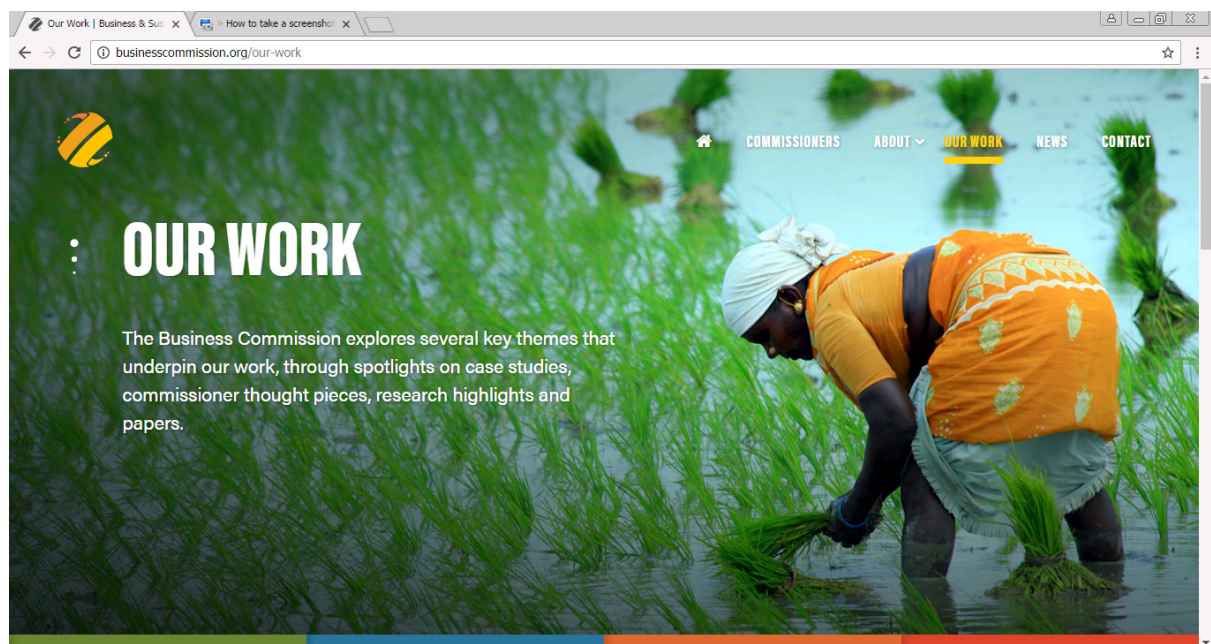 Our Work | Business & Sus
How to take a screenshot
businesscommission.org/our-work
COMMISSIONERS ABOUT OUR WORK NEWS CONTACT
OUR WORK
The Business Commission explores several key themes that
underpin our work, through spotlights on case studies,
commissioner thought pieces, research highlights and
papers.